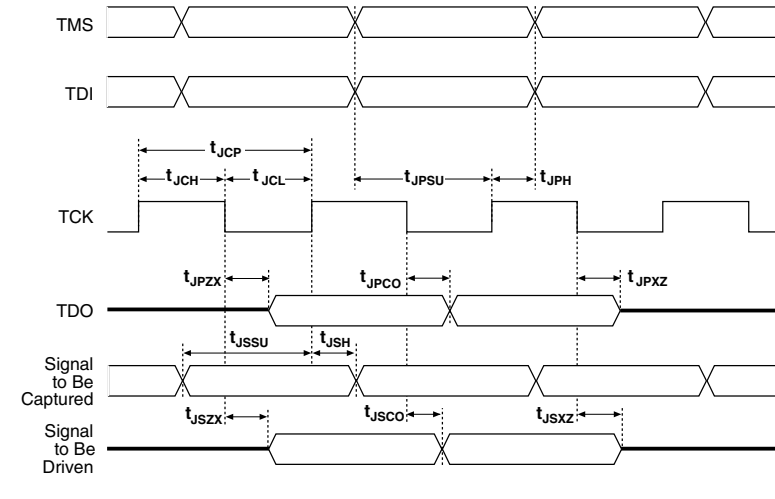 TMS
TDI
tJCP
tJCH tJCL tJPSU tJPH
TCK
tJPZX tJPCO tJPXZ
TDO
tJSSU tJSH
Signal
to Be
Captured
tJSZX tJSCO tJSXZ
Signal
to Be
Driven